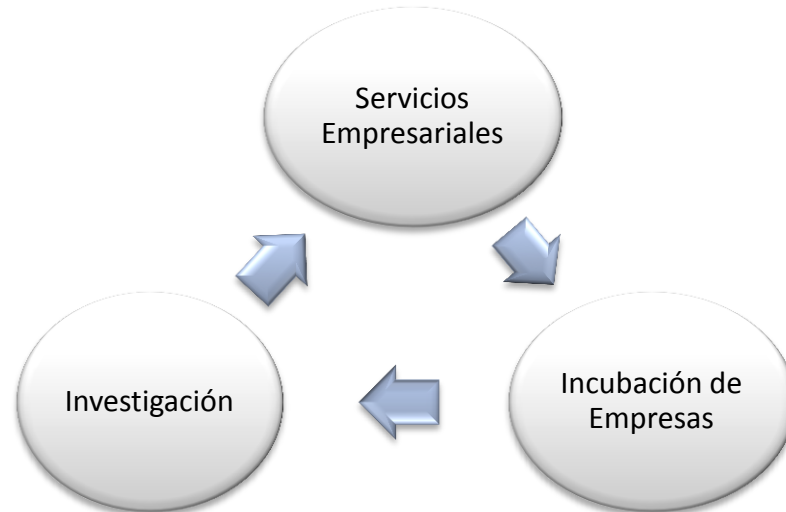 Servicios
Empresariales
Investigación
Incubación de
Empresas